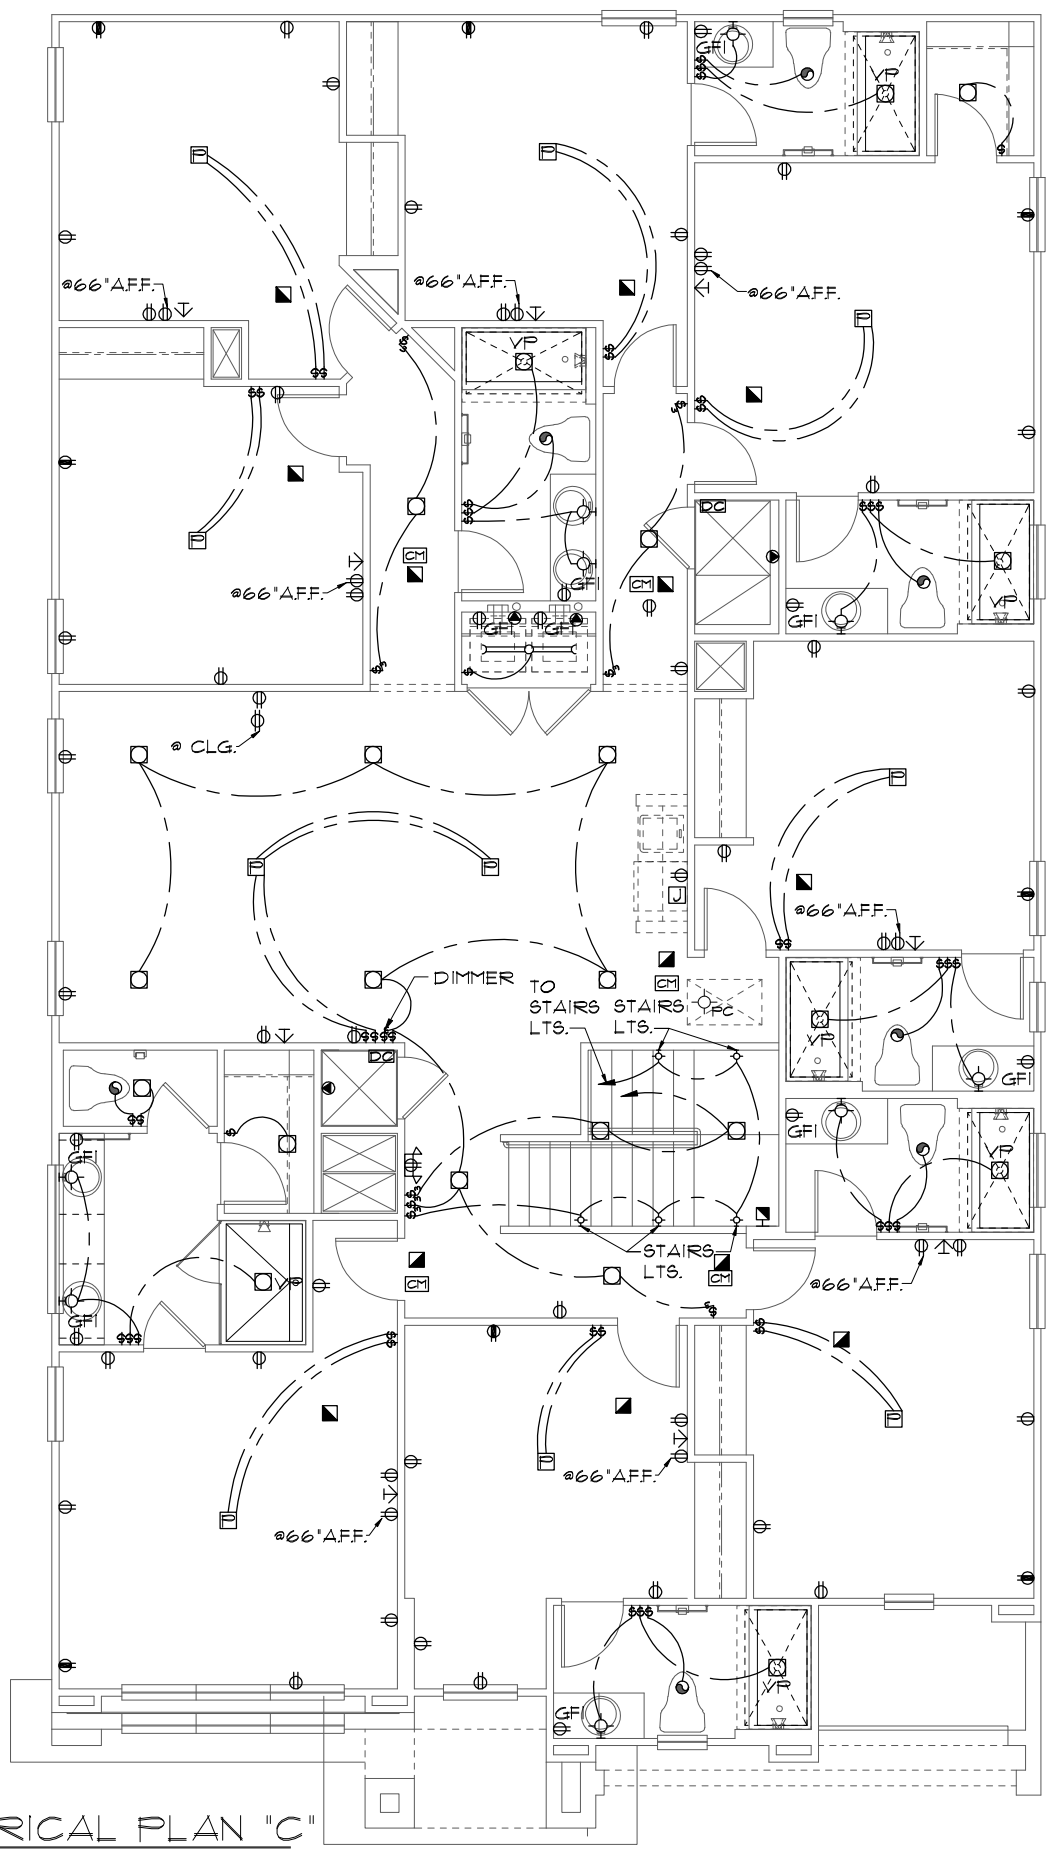 GFI
VP
@66"A.F.F.
@66"A.F.F.
@66"A.F.F.
VP
DC
CM
CM
@66"A.F.F.
GFI
GFI
VP
GFI
GFI
@ CLG.
J
@66"A.F.F.
DIMMER
TO
STAIRS
LTS.
STAIRS
LTS.
CM
PC
VP
DC
GFI
GFI
GFI
VP
STAIRS
LTS.
CM
CM
VP
@66"A.F.F.
GFI
@66"A.F.F.
@66"A.F.F.
VP
GFI
RICAL PLAN "C"